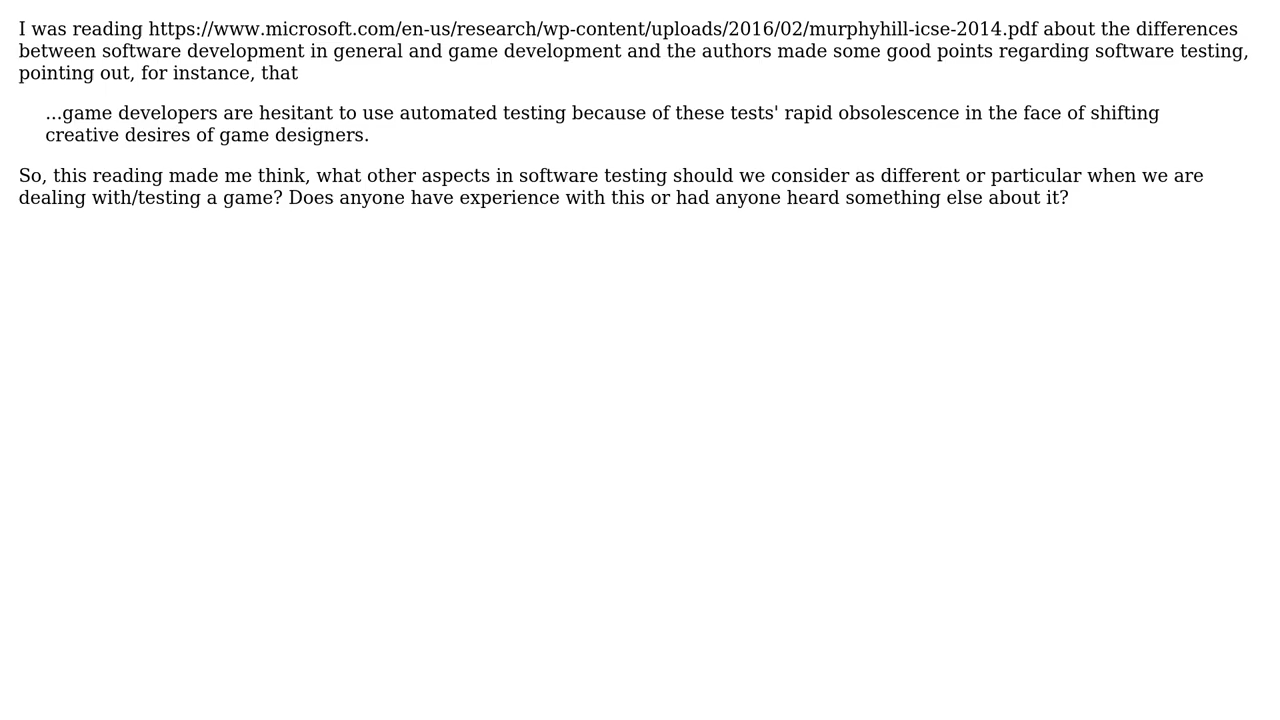 I was reading https://www.microsoft.com/en-us/research/wp-content/uploads/2016/02/murphyhill-icse-2014.pdf about the differences
between software development in general and game development and the authors made some good points regarding software testing,
pointing out, for instance, that
...game developers are hesitant to use automated testing because of these tests' rapid obsolescence in the face of shifting
creative desires of game designers.
So, this reading made me think, what other aspects in software testing should we consider as different or particular when we are
dealing with/testing a game? Does anyone have experience with this or had anyone heard something else about it?